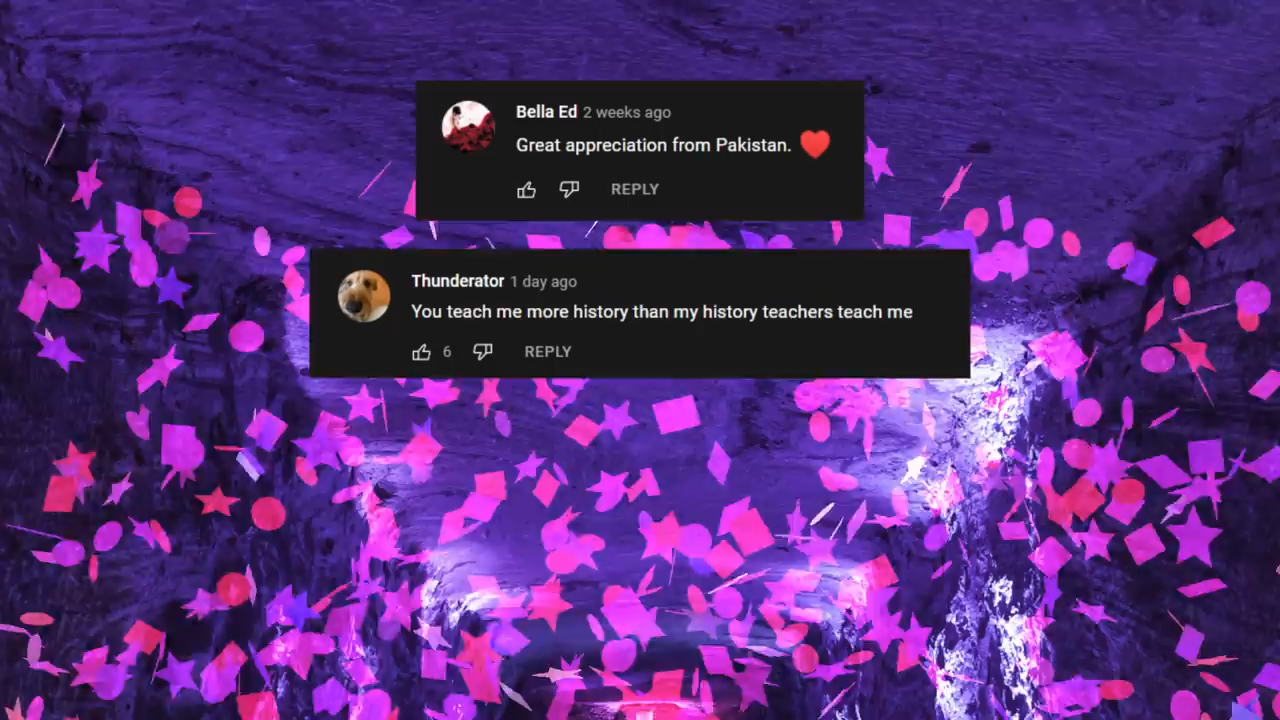 Bella Ed 2 weeks ago
Great appreciation from Pakistan. ❤️
REPLY
Thunderator 1 day ago
You teach me more history than my history teachers teach me
6 REPLY